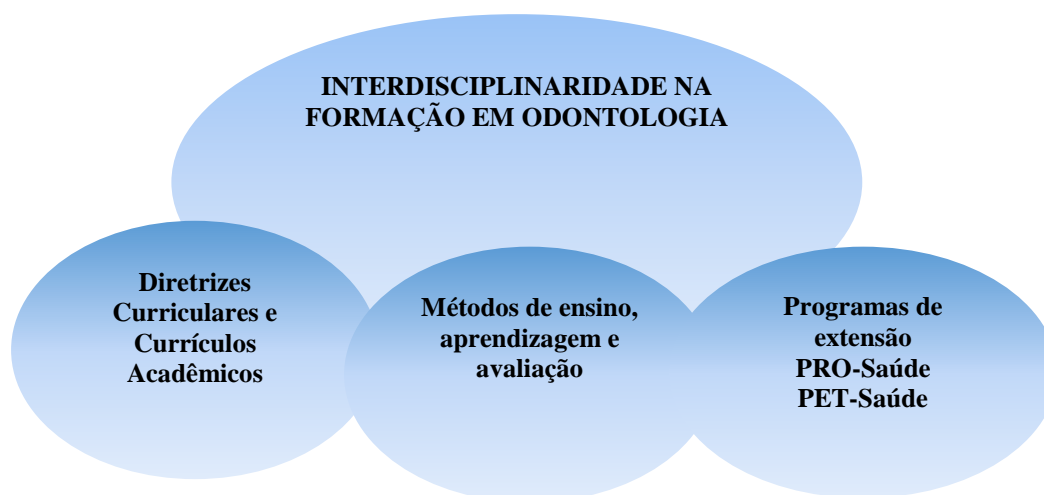 INTERDISCIPLINARIDADE NA
FORMAÇÃO EM ODONTOLOGIA
Diretrizes
Curriculares e
Currículos
Acadêmicos
Métodos de ensino,
aprendizagem e
avaliação
Programas de
extensão
PRO-Saúde
PET-Saúde